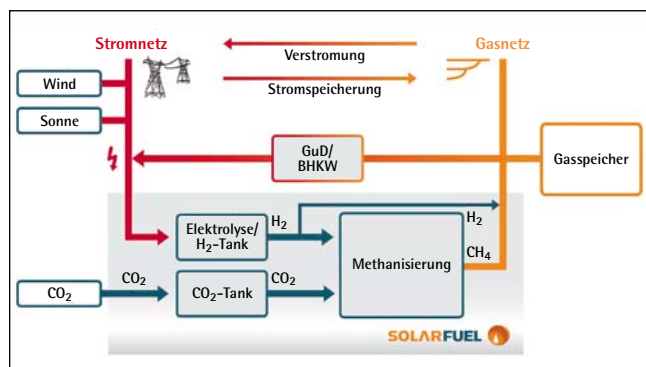 Stromnetz
Gasnetz
Verstromung
Stromspeicherung
Wind
Sonne
GuD/
BHKW
Gasspeicher
Elektrolyse/
H₂-Tank
H₂
H₂
Methanisierung
CH₄
CO₂
CO₂
CO₂-Tank
CO₂
SOLARFUEL